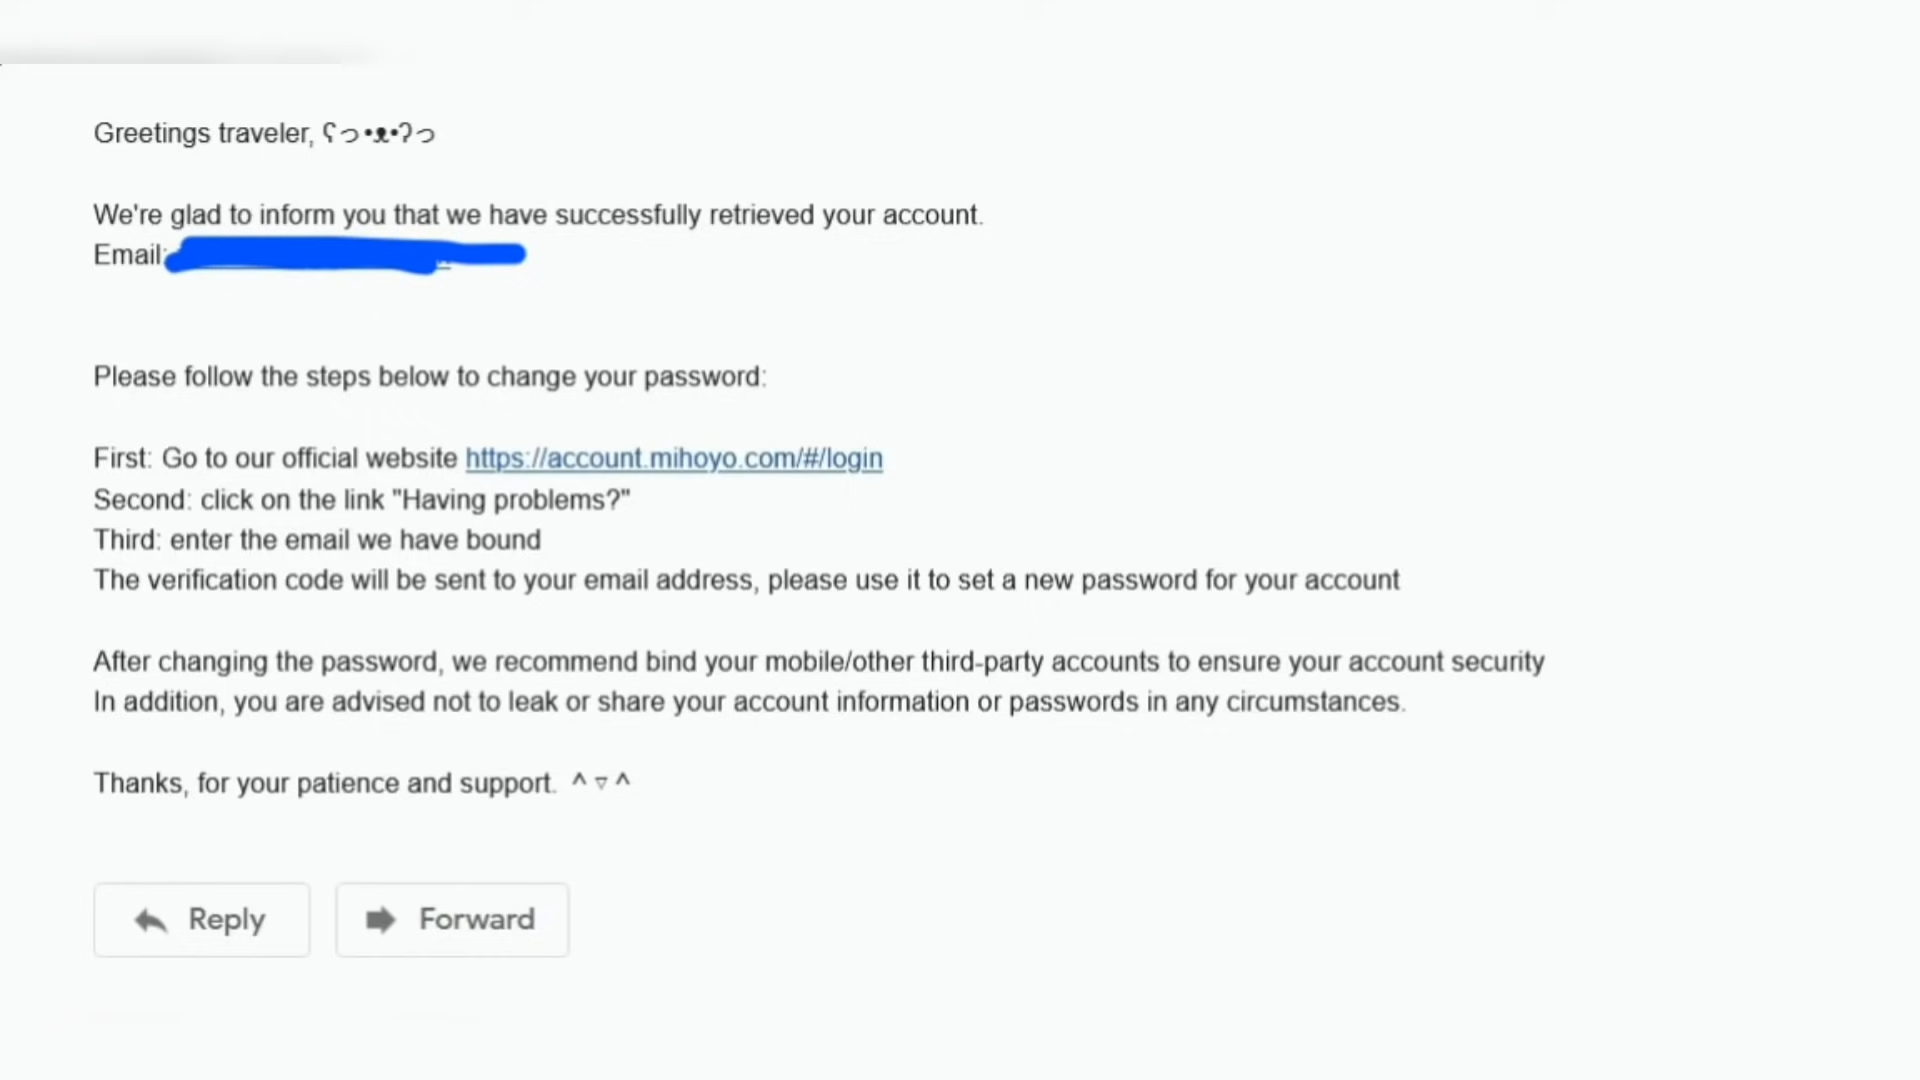 Greetings traveler, ʕっ•ᴥ•ʔっ
We're glad to inform you that we have successfully retrieved your account.
Email:
Please follow the steps below to change your password:
First: Go to our official website https://account.mihoyo.com/#/login
Second: click on the link "Having problems?"
Third: enter the email we have bound
The verification code will be sent to your email address, please use it to set a new password for your account
After changing the password, we recommend bind your mobile/other third-party accounts to ensure your account security
In addition, you are advised not to leak or share your account information or passwords in any circumstances.
Thanks, for your patience and support. ^ ▿ ^
Reply
Forward